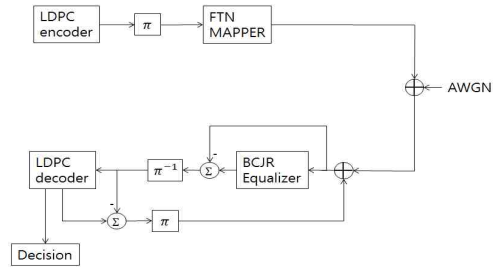 LDPC
encoder
π
FTN
MAPPER
AWGN
LDPC
decoder
π⁻¹
-
Σ
BCJR
Equalizer
-
Σ
π
Decision